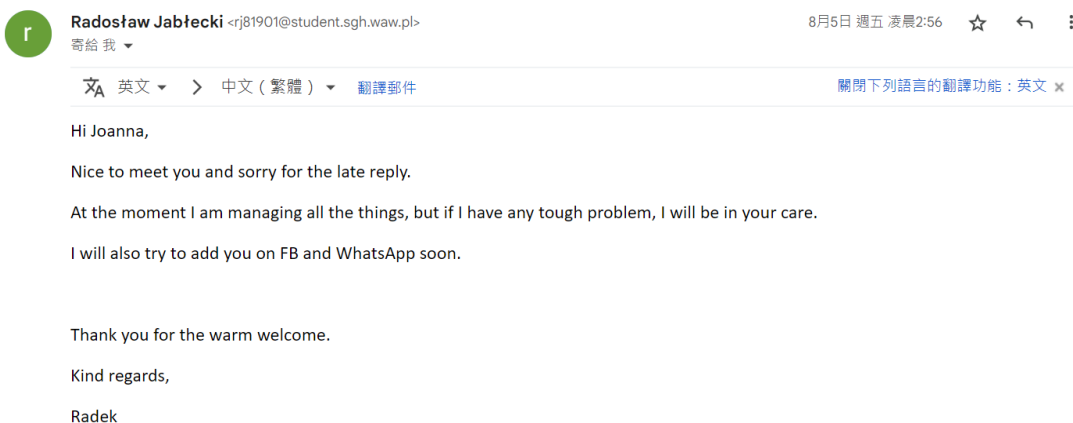 r
Radosław Jabłecki <rj81901@student.sgh.waw.pl> 8月5日 週五 凌晨2:56
寄給 我
英文 中文(繁體) 翻譯郵件 關閉下列語言的翻譯功能:英文
Hi Joanna,
Nice to meet you and sorry for the late reply.
At the moment I am managing all the things, but if I have any tough problem, I will be in your care.
I will also try to add you on FB and WhatsApp soon.
Thank you for the warm welcome.
Kind regards,
Radek